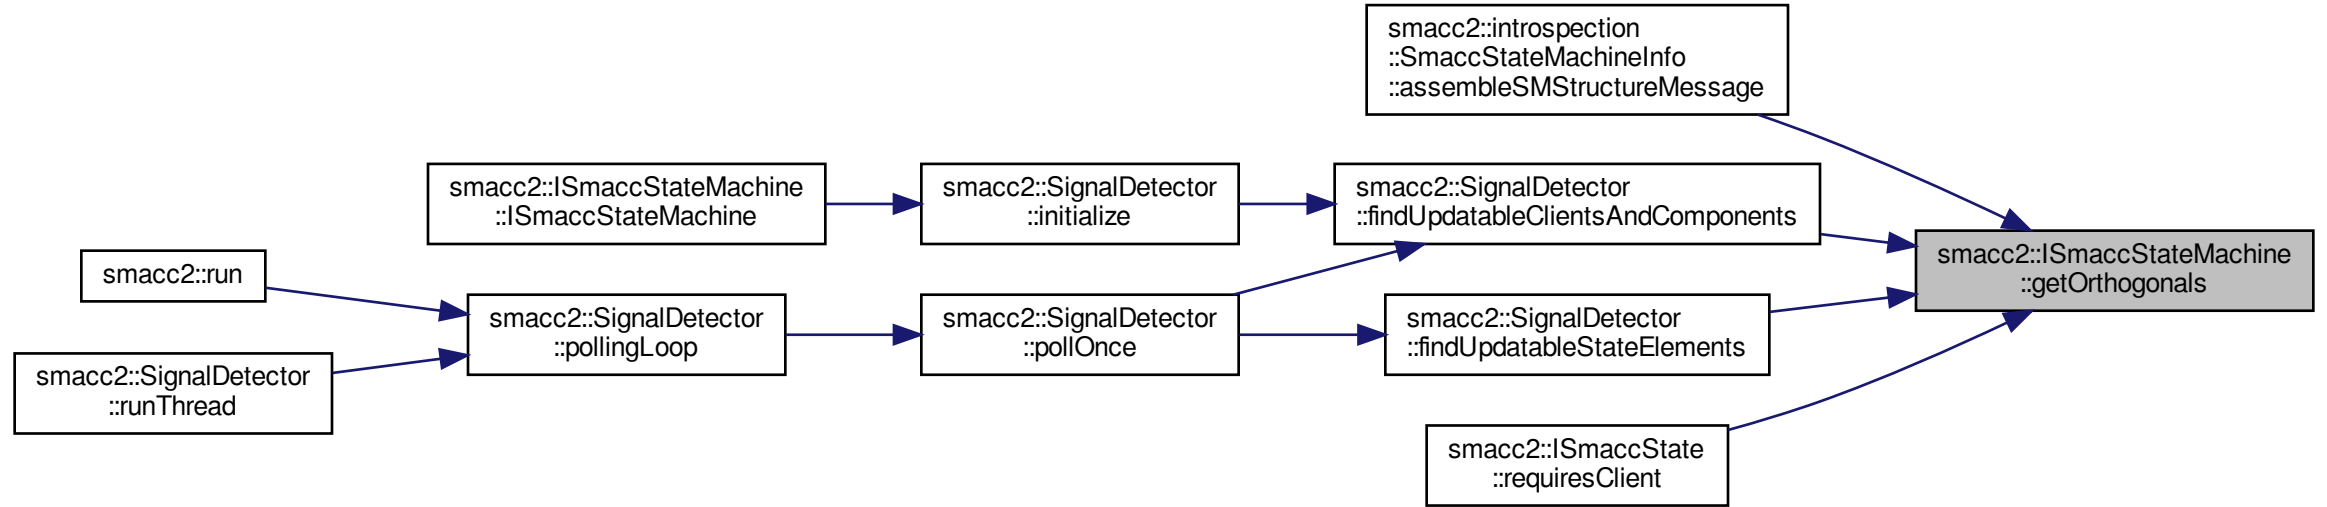 smacc2::introspection
::SmaccStateMachineInfo
::assembleSMStructureMessage
smacc2::ISmaccStateMachine
::ISmaccStateMachine
smacc2::SignalDetector
::initialize
smacc2::SignalDetector
::findUpdatableClientsAndComponents
smacc2::ISmaccStateMachine
::getOrthogonals
smacc2::run
smacc2::SignalDetector
::pollingLoop
smacc2::SignalDetector
::pollOnce
smacc2::SignalDetector
::findUpdatableStateElements
smacc2::SignalDetector
::runThread
smacc2::ISmaccState
::requiresClient